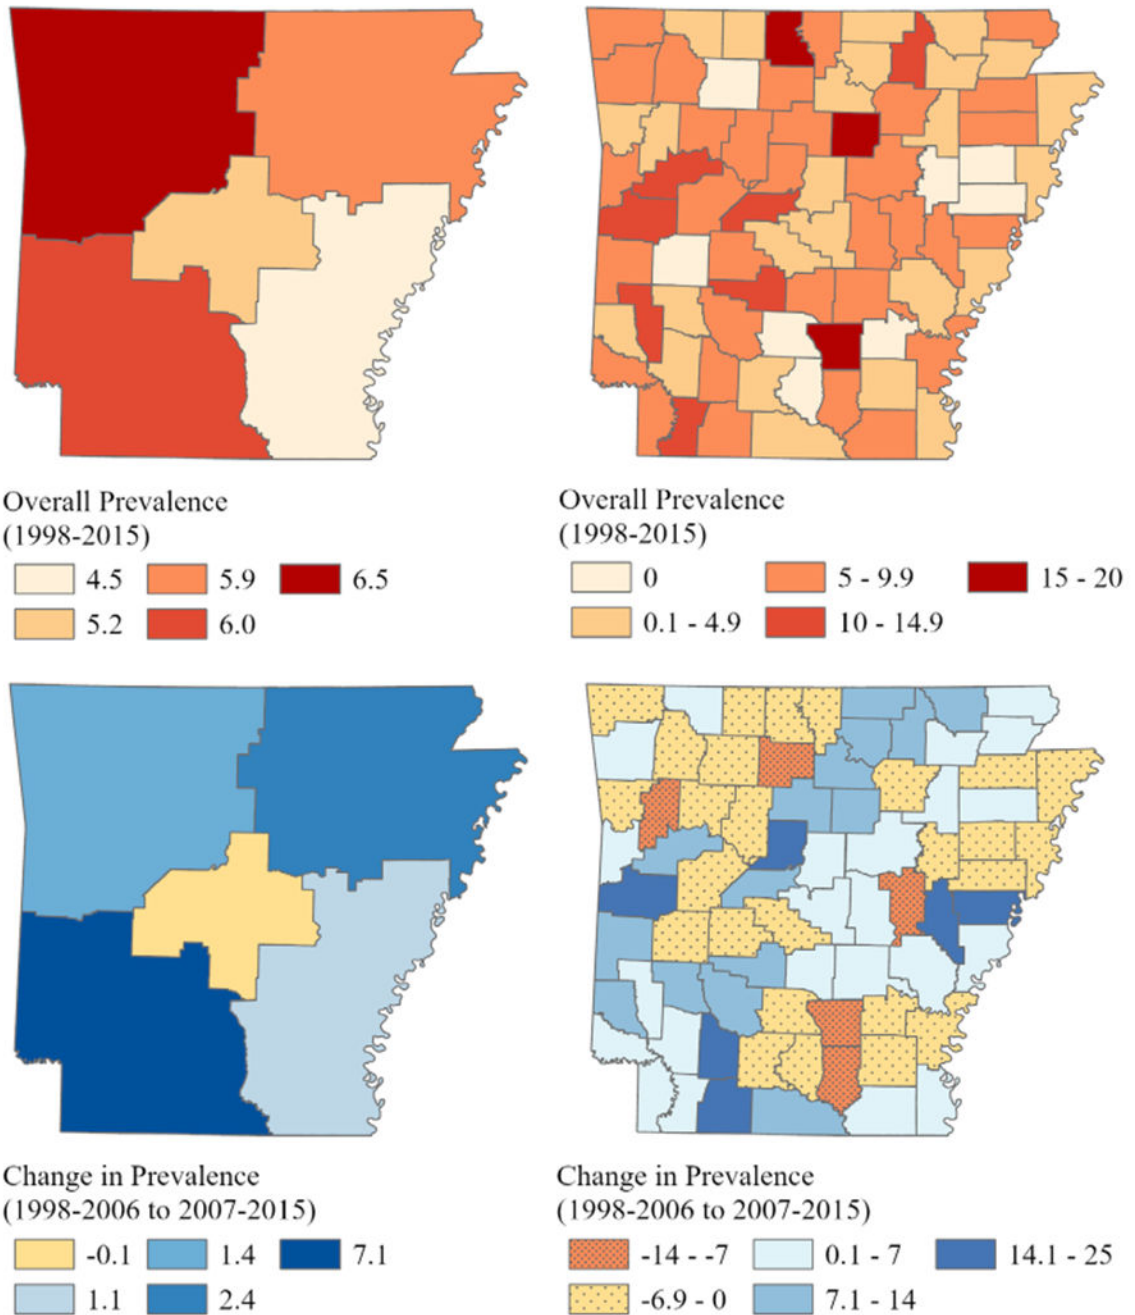 Overall Prevalence
(1998-2015)
4.5 5.9 6.5
5.2 6.0
Overall Prevalence
(1998-2015)
0 5 - 9.9 15 - 20
0.1 - 4.9 10 - 14.9
Change in Prevalence
(1998-2006 to 2007-2015)
-0.1 1.4 7.1
1.1 2.4
Change in Prevalence
(1998-2006 to 2007-2015)
-14 - -7 0.1 - 7 14.1 - 25
-6.9 - 0 7.1 - 14